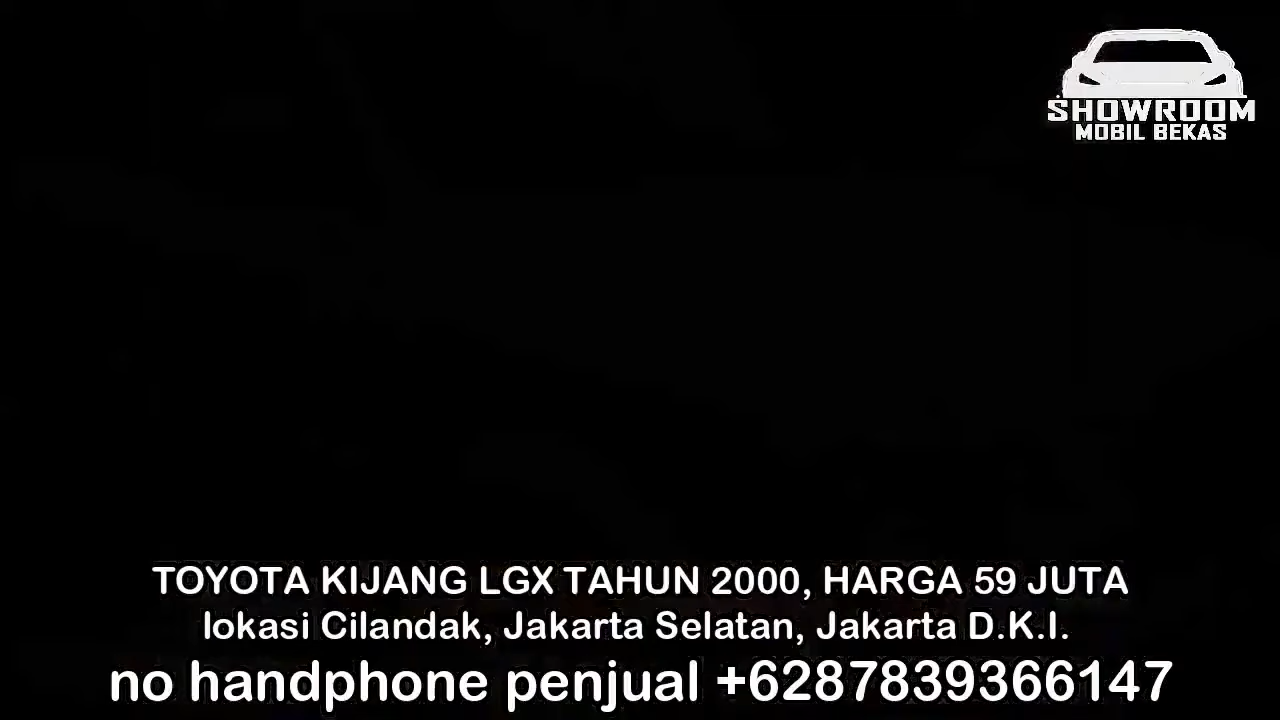 SHOWROOM
MOBIL BEKAS
TOYOTA KIJANG LGX TAHUN 2000, HARGA 59 JUTA
lokasi Cilandak, Jakarta Selatan, Jakarta D.K.I.
no handphone penjual +6287839366147